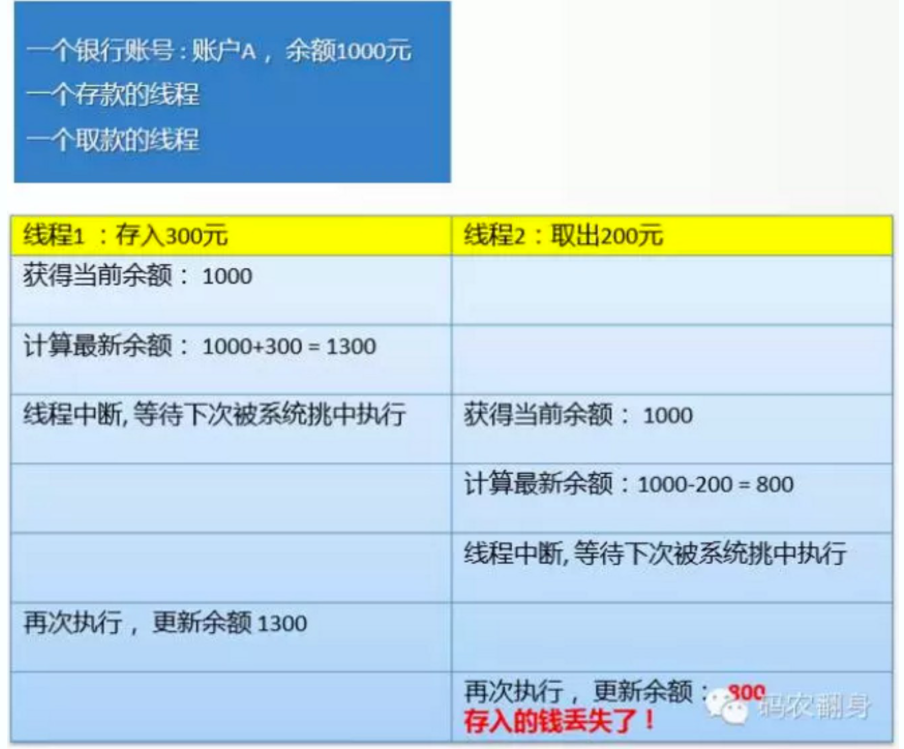 一个银行账号：账户A， 余额1000元
一个存款的线程
一个取款的线程
线程1 ：存入300元
线程2：取出200元
获得当前余额： 1000
计算最新余额： 1000+300 = 1300
线程中断, 等待下次被系统挑中执行
获得当前余额： 1000
计算最新余额：1000-200 = 800
线程中断, 等待下次被系统挑中执行
再次执行， 更新余额 1300
再次执行， 更新余额： 800
存入的钱丢失了！
码农翻身